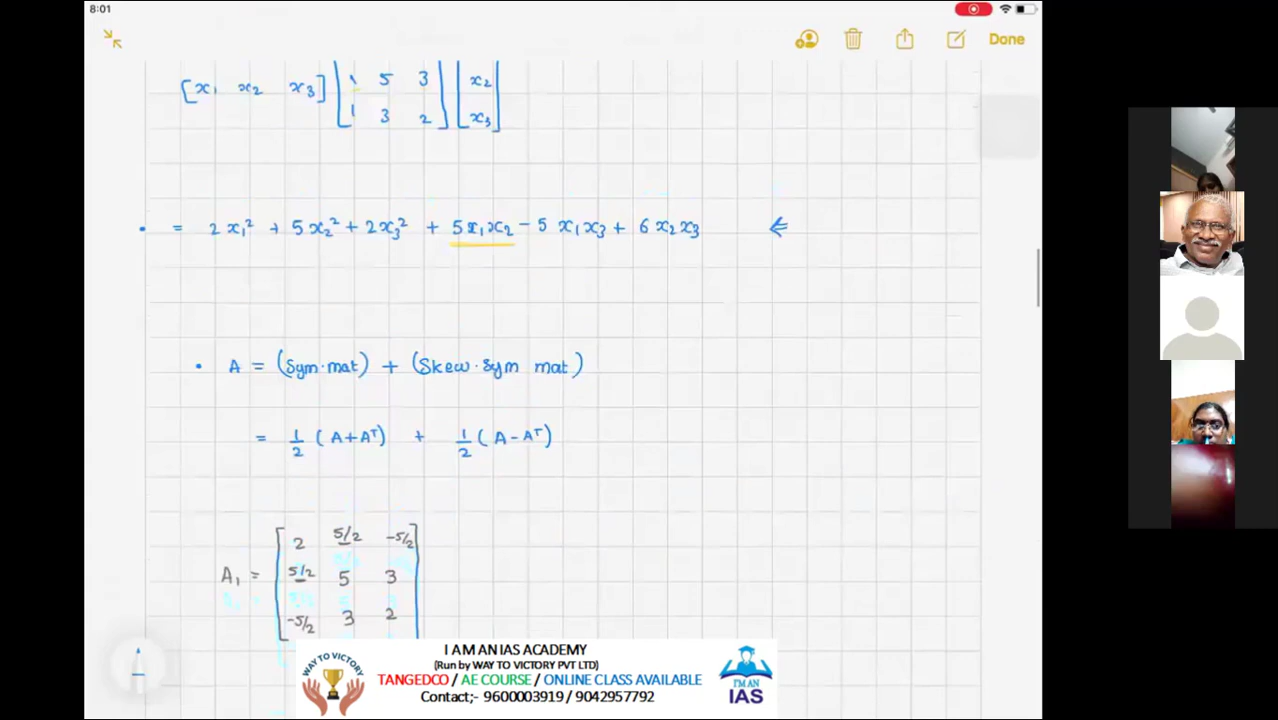 8:01
Done
[x₁ x₂ x₃] [1 5 3] [x₂]
[1 3 2] [x₃]
• = 2x₁² + 5x₂² + 2x₃² + 5x₁x₂ - 5x₁x₃ + 6x₂x₃ ⇐
• A = (Sym·mat) + (Skew·Sym mat)
= 1/2 (A+Aᵀ) + 1/2 (A-Aᵀ)
2 5/2 -5/2
A₁ = 5/2 5 3
-5/2 3 2
WAY TO VICTORY
I AM AN IAS ACADEMY
(Run by WAY TO VICTORY PVT LTD)
TANGEDCO / AE COURSE / ONLINE CLASS AVAILABLE
Contact;- 9600003919 / 9042957792
I'M AN
IAS